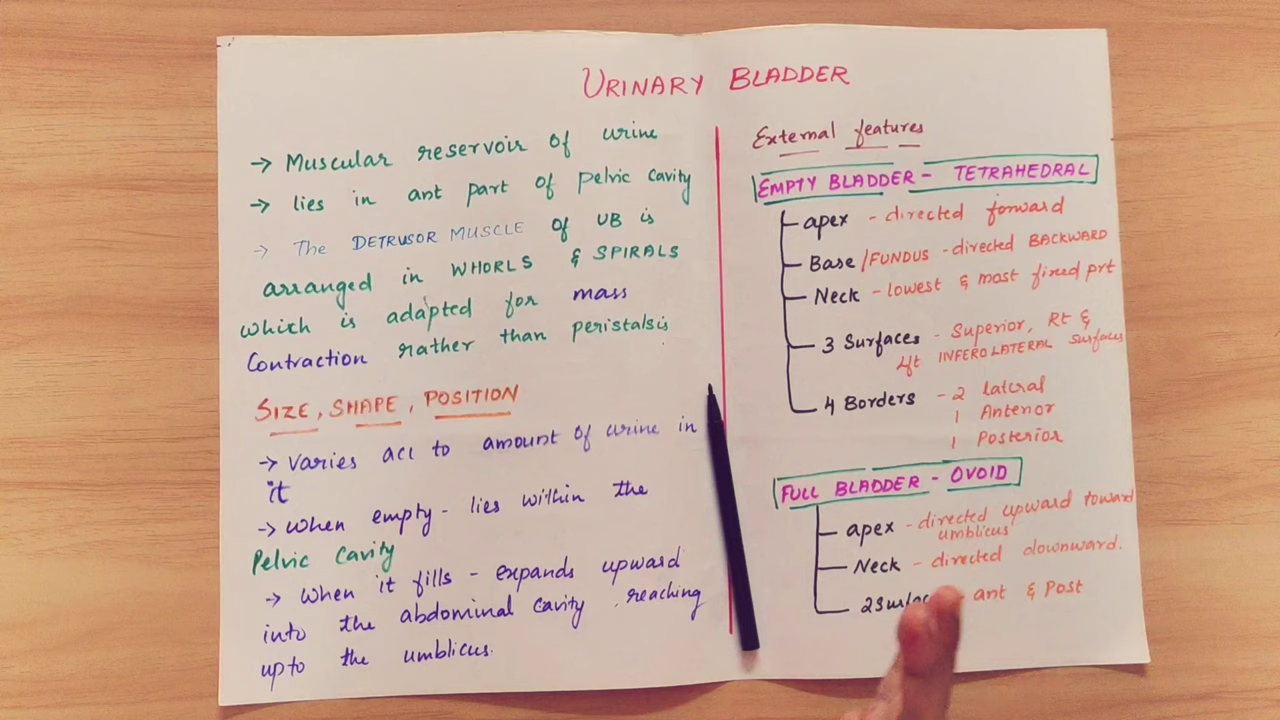 URINARY BLADDER
→ Muscular reservoir of urine
→ lies in ant part of pelvic cavity
→ The DETRUSOR MUSCLE of UB is
arranged in WHORLS & SPIRALS
which is adapted for mass
Contraction rather than peristalsis
SIZE, SHAPE, POSITION
→ Varies acc to amount of urine in
it
→ When empty - lies within the
Pelvic Cavity
→ When it fills - expands upward
into the abdominal cavity, reaching
upto the umblicus.
External features
EMPTY BLADDER - TETRAHEDRAL
apex - directed forward
Base/FUNDUS - directed BACKWARD
Neck - lowest & most fixed prt
3 Surfaces - Superior, Rt &
Lft INFEROLATERAL surfaces
4 Borders - 2 lateral
1 Anterior
1 Posterior
FULL BLADDER - OVOID
apex - directed upward toward
umblicus
Neck - directed downward.
2 - ant & Post